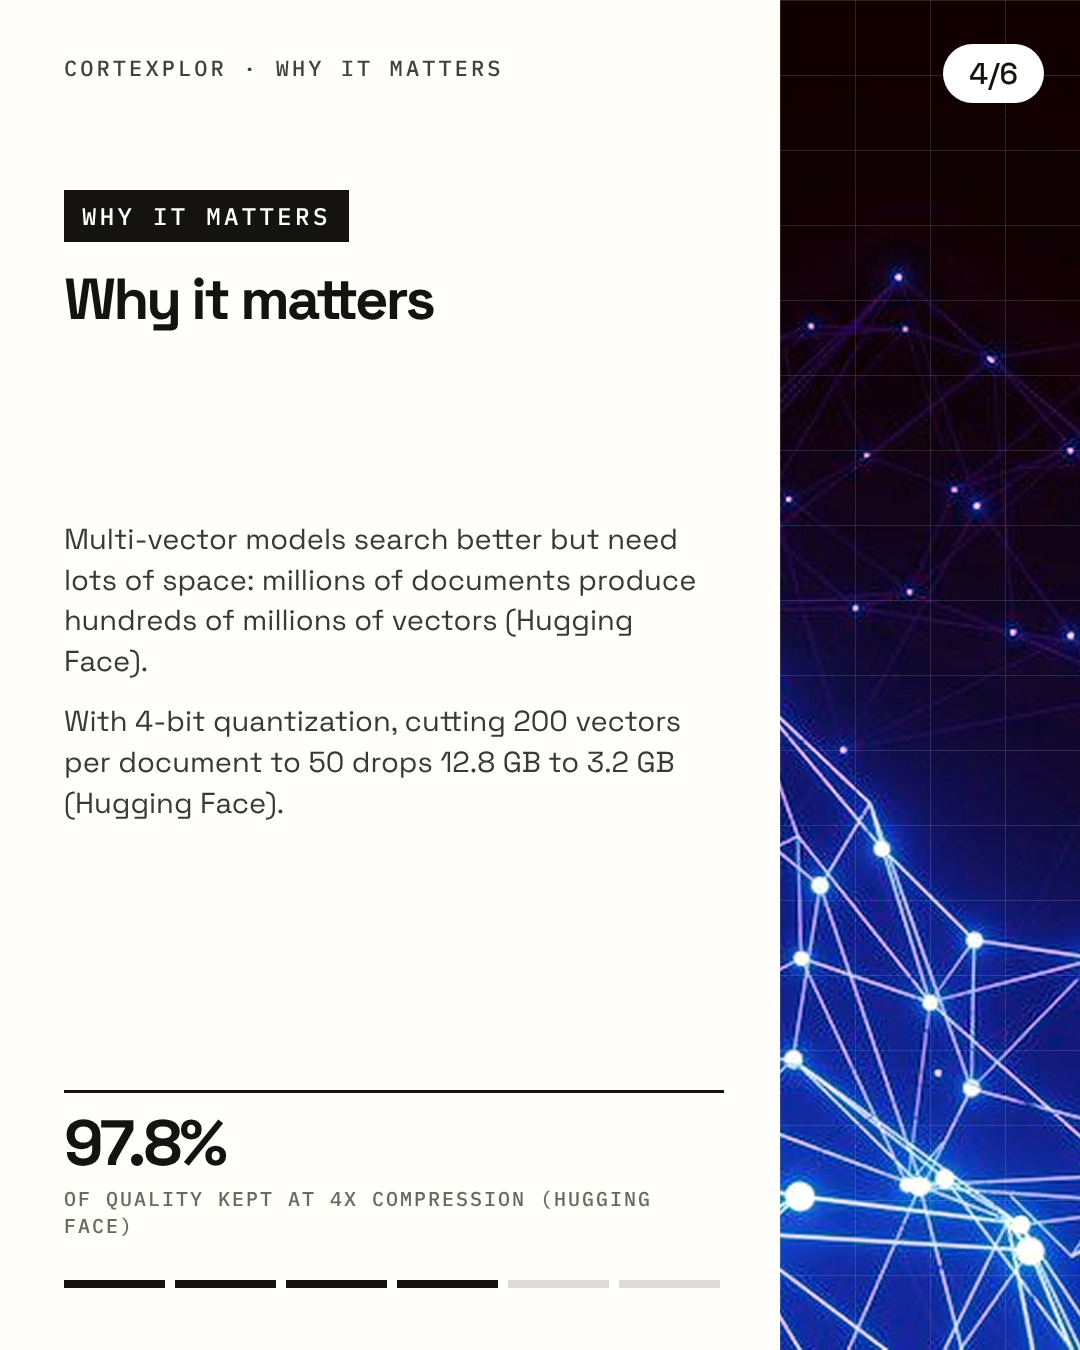 CORTEXPLOR · WHY IT MATTERS
4/6
WHY IT MATTERS
Why it matters
Multi-vector models search better but need
lots of space: millions of documents produce
hundreds of millions of vectors (Hugging
Face).
With 4-bit quantization, cutting 200 vectors
per document to 50 drops 12.8 GB to 3.2 GB
(Hugging Face).
97.8%
OF QUALITY KEPT AT 4X COMPRESSION (HUGGING
FACE)